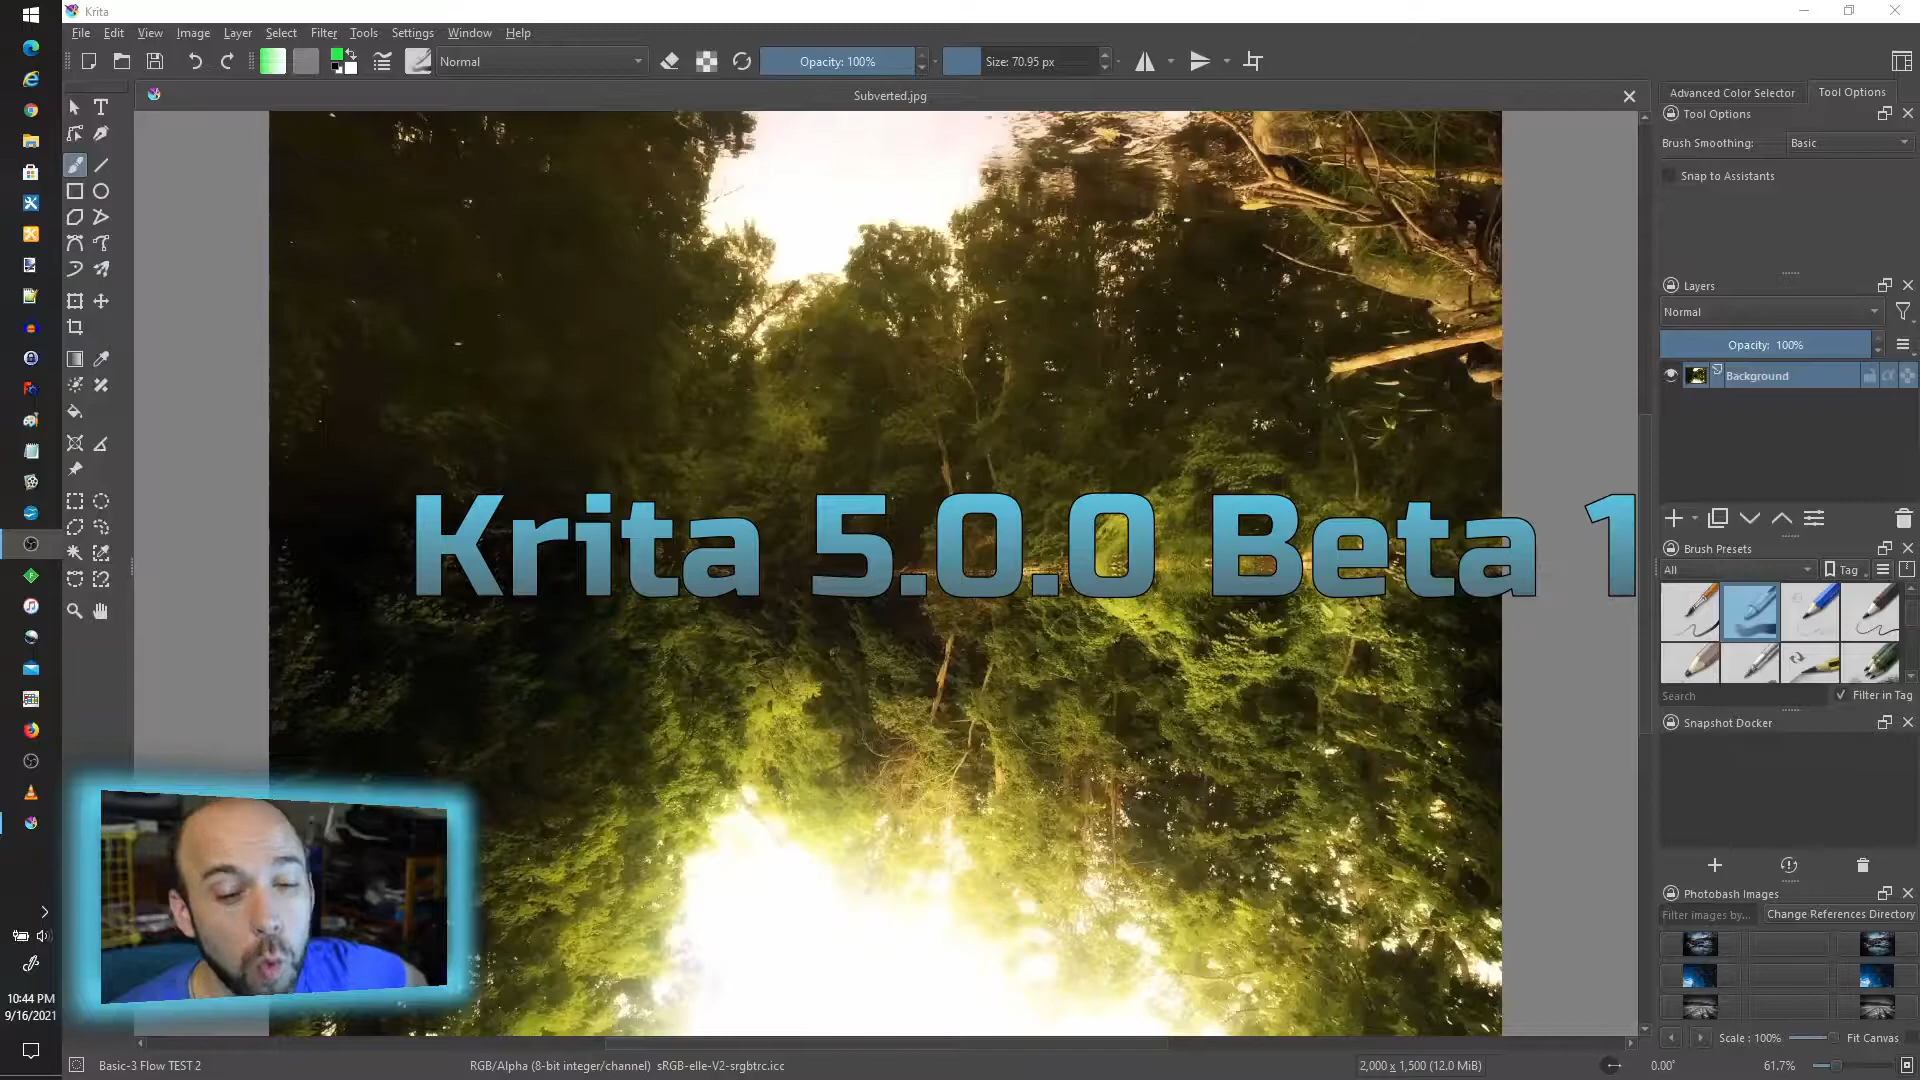 Krita
File Edit View Image Layer Select Filter Tools Settings Window Help
Normal
Opacity: 100%
Size: 70.95 px
Subverted.jpg
Advanced Color Selector
Tool Options
Tool Options
Brush Smoothing:
Basic
Snap to Assistants
Layers
Normal
Opacity: 100%
Background
Krita 5.0.0 Beta 1
Brush Presets
All
Tag
Search
Filter in Tag
Snapshot Docker
Photobash Images
Filter images by...
Change References Directory
Scale : 100%
Fit Canvas
10:44 PM
9/16/2021
Basic-3 Flow TEST 2
RGB/Alpha (8-bit integer/channel) sRGB-elle-V2-srgbtrc.icc
2,000 x 1,500 (12.0 MiB)
0.00°
61.7%